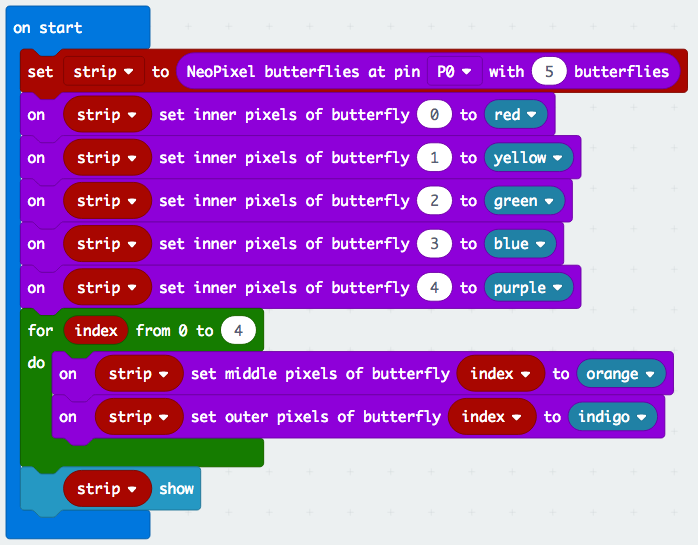 on start
set strip to NeoPixel butterflies at pin P0 with 5 butterflies
on strip set inner pixels of butterfly 0 to red
on strip set inner pixels of butterfly 1 to yellow
on strip set inner pixels of butterfly 2 to green
on strip set inner pixels of butterfly 3 to blue
on strip set inner pixels of butterfly 4 to purple
for index from 0 to 4
do on strip set middle pixels of butterfly index to orange
on strip set outer pixels of butterfly index to indigo
strip show